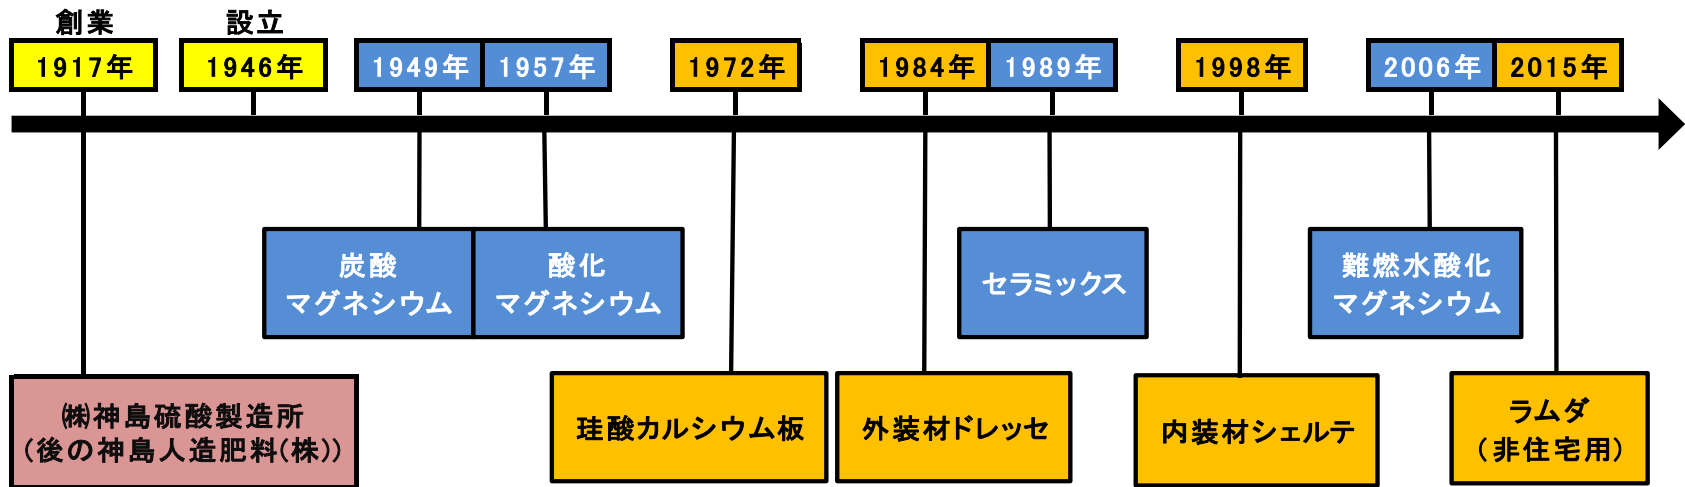 創業
設立
1917年
1946年
1949年
1957年
1972年
1984年
1989年
1998年
2006年
2015年
炭酸
マグネシウム
酸化
マグネシウム
セラミックス
難燃水酸化
マグネシウム
㈱神島硫酸製造所
(後の神島人造肥料(株))
珪酸カルシウム板
外装材ドレッセ
内装材シェルテ
ラムダ
(非住宅用)